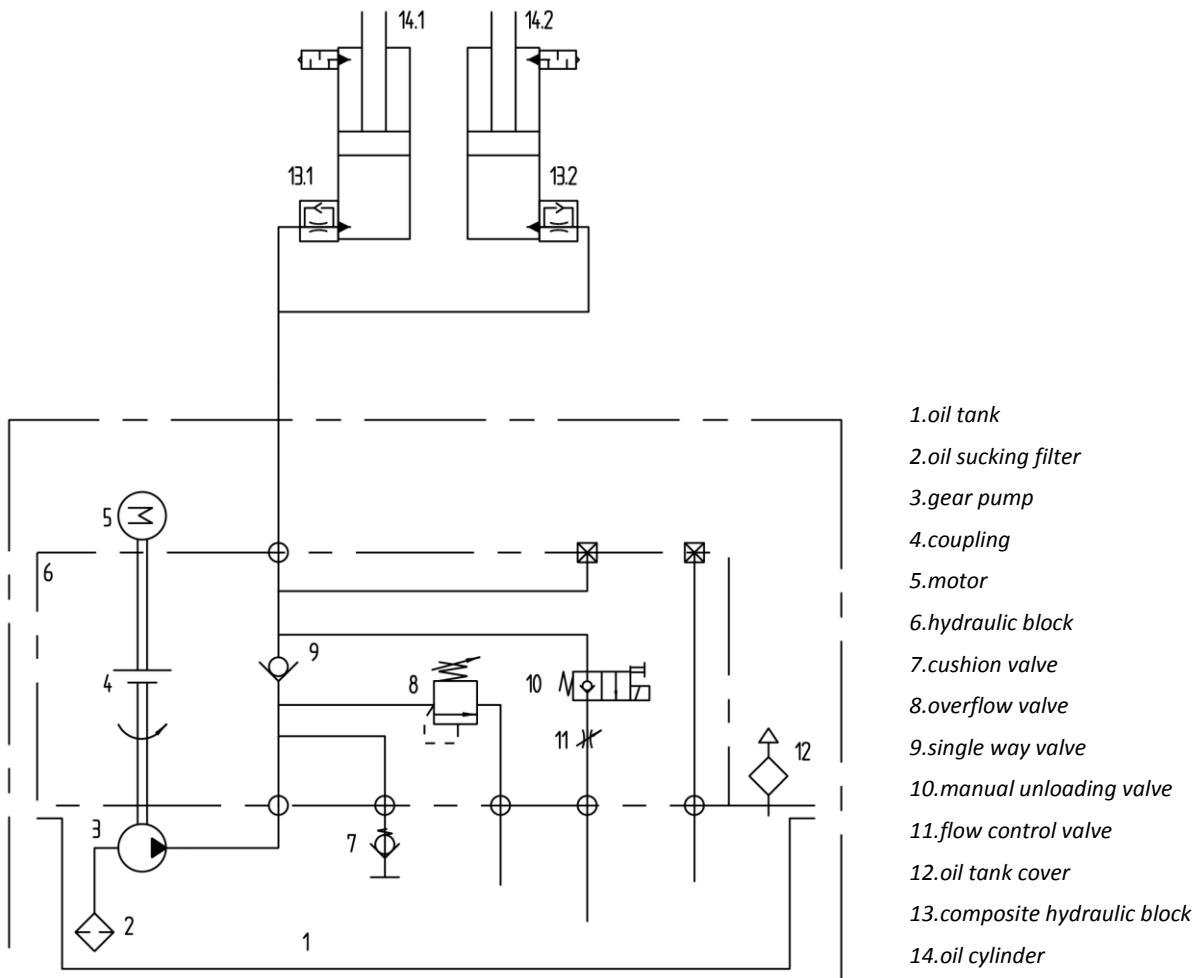 14.1
14.2
13.1
13.2
5
M
6
9
4
8
10
11
12
3
7
2
1
1.oil tank
2.oil sucking filter
3.gear pump
4.coupling
5.motor
6.hydraulic block
7.cushion valve
8.overflow valve
9.single way valve
10.manual unloading valve
11.flow control valve
12.oil tank cover
13.composite hydraulic block
14.oil cylinder